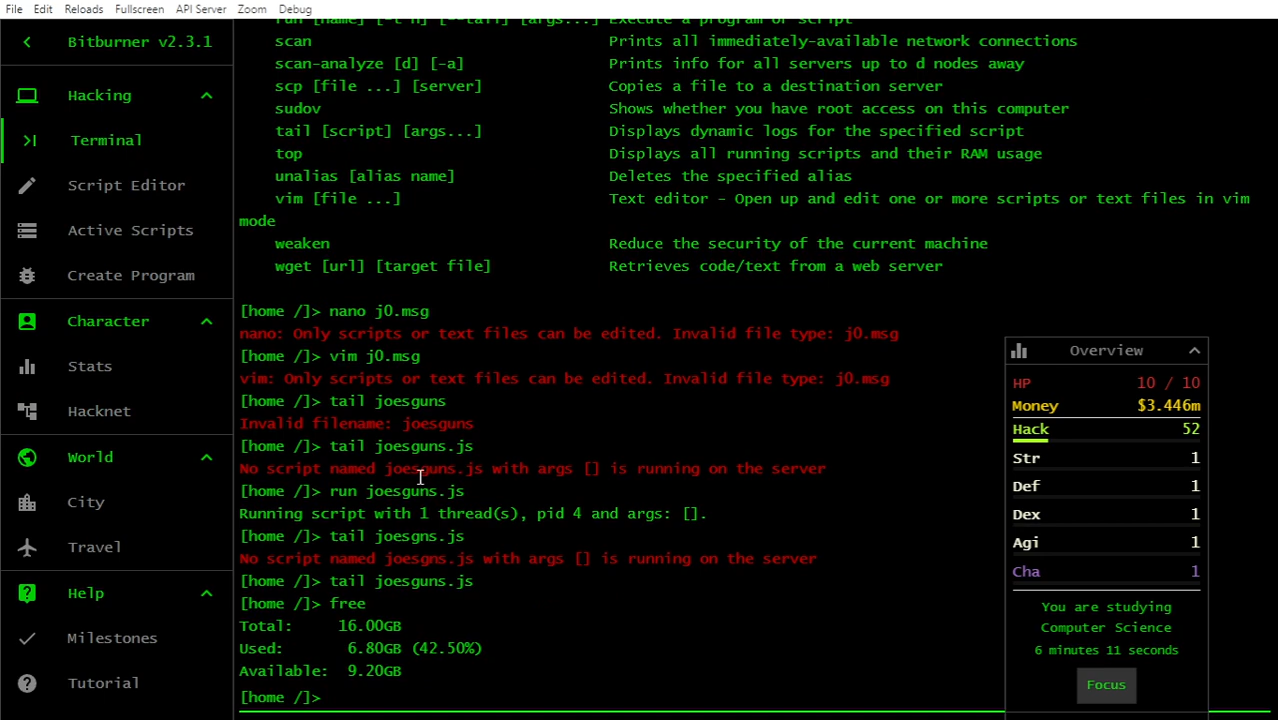 File Edit Reloads Fullscreen API Server Zoom Debug
Bitburner v2.3.1
Hacking
Terminal
Script Editor
Active Scripts
Create Program
Character
Stats
Hacknet
World
City
Travel
Help
Milestones
Tutorial
run [name] [-t n] [--tail] [args...] Execute a program or script
scan Prints all immediately-available network connections
scan-analyze [d] [-a] Prints info for all servers up to d nodes away
scp [file ...] [server] Copies a file to a destination server
sudov Shows whether you have root access on this computer
tail [script] [args...] Displays dynamic logs for the specified script
top Displays all running scripts and their RAM usage
unalias [alias name] Deletes the specified alias
vim [file ...] Text editor - Open up and edit one or more scripts or text files in vim
mode
weaken Reduce the security of the current machine
wget [url] [target file] Retrieves code/text from a web server
[home /]> nano j0.msg
nano: Only scripts or text files can be edited. Invalid file type: j0.msg
[home /]> vim j0.msg
vim: Only scripts or text files can be edited. Invalid file type: j0.msg
[home /]> tail joesguns
Invalid filename: joesguns
[home /]> tail joesguns.js
No script named joesguns.js with args [] is running on the server
[home /]> run joesguns.js
Running script with 1 thread(s), pid 4 and args: [].
[home /]> tail joesgns.js
No script named joesgns.js with args [] is running on the server
[home /]> tail joesguns.js
[home /]> free
Total: 16.00GB
Used: 6.80GB (42.50%)
Available: 9.20GB
[home /]>
Overview
HP 10 / 10
Money $3.446m
Hack 52
Str 1
Def 1
Dex 1
Agi 1
Cha 1
You are studying
Computer Science
6 minutes 11 seconds
Focus